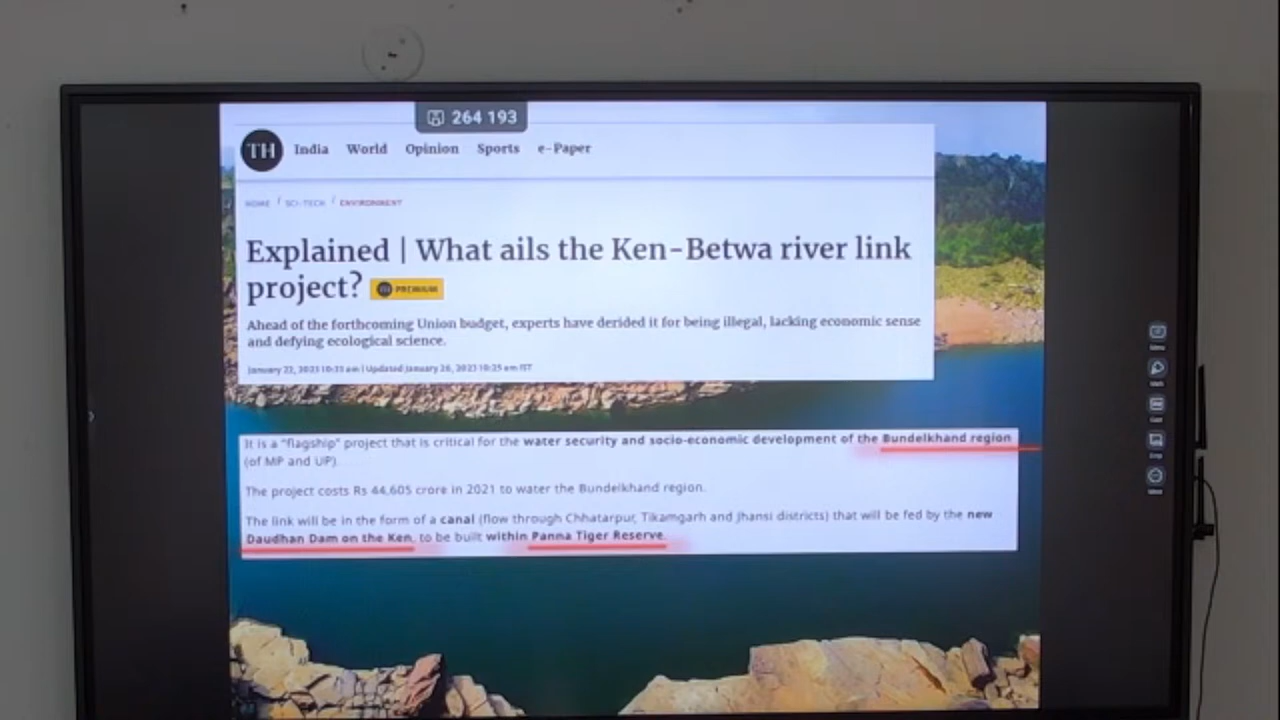 264 193
TH India World Opinion Sports e-Paper
HOME / SCI-TECH / ENVIRONMENT
Explained | What ails the Ken-Betwa river link
project? TH PREMIUM
Ahead of the forthcoming Union budget, experts have derided it for being illegal, lacking economic sense
and defying ecological science.
January 22, 2023 10:33 am | Updated January 26, 2023 10:25 am IST
It is a "flagship" project that is critical for the water security and socio-economic development of the Bundelkhand region
(of MP and UP).
The project costs Rs 44,605 crore in 2021 to water the Bundelkhand region.
The link will be in the form of a canal (flow through Chhatarpur, Tikamgarh and Jhansi districts) that will be fed by the new
Daudhan Dam on the Ken, to be built within Panna Tiger Reserve.
Menu